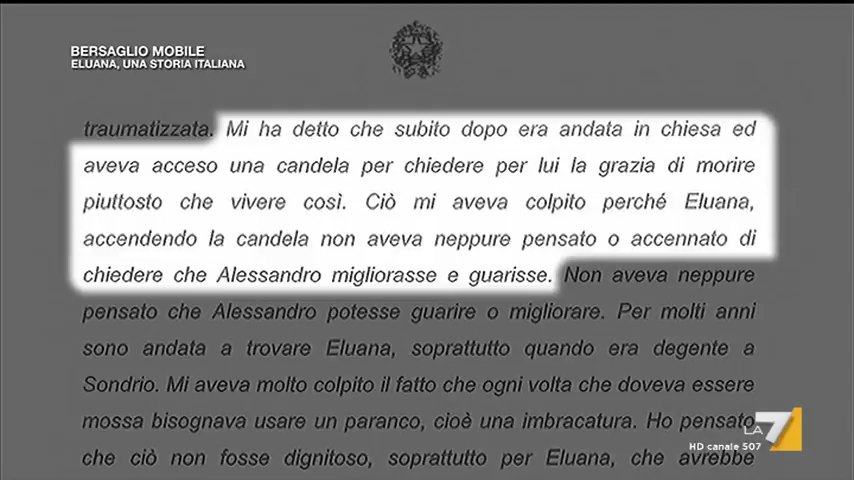 BERSAGLIO MOBILE
ELUANA, UNA STORIA ITALIANA
traumatizzata. Mi ha detto che subito dopo era andata in chiesa ed
aveva acceso una candela per chiedere per lui la grazia di morire
piuttosto che vivere così. Ciò mi aveva colpito perché Eluana,
accendendo la candela non aveva neppure pensato o accennato di
chiedere che Alessandro migliorasse e guarisse. Non aveva neppure
pensato che Alessandro potesse guarire o migliorare. Per molti anni
sono andata a trovare Eluana, soprattutto quando era degente a
Sondrio. Mi aveva molto colpito il fatto che ogni volta che doveva essere
mossa bisognava usare un paranco, cioè una imbracatura. Ho pensato
che ciò non fosse dignitoso, soprattutto per Eluana, che avrebbe
LA7
HD canale 507